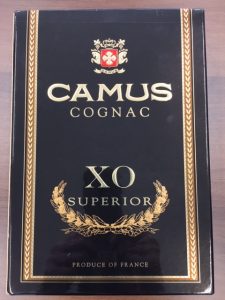 CAMUS
COGNAC
XO
SUPERIOR
PRODUCE OF FRANCE